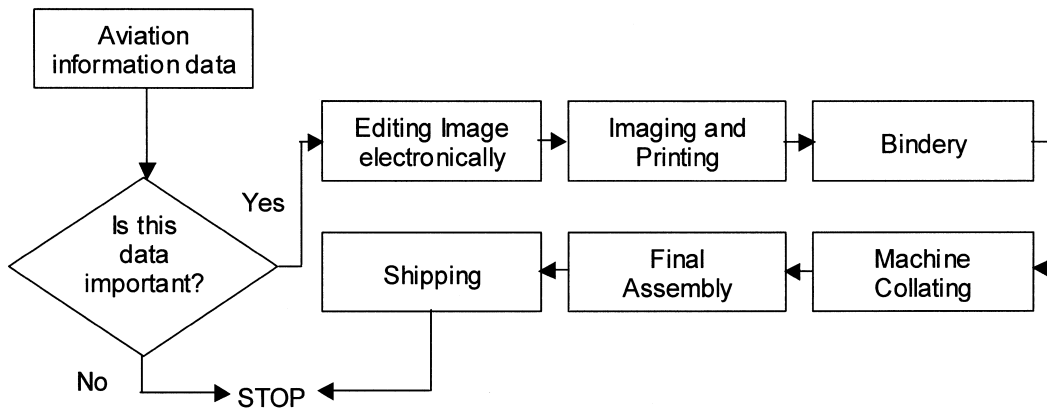 Aviation
information data
Is this
data
important?
Yes
No
Editing Image
electronically
Imaging and
Printing
Bindery
Machine
Collating
Final
Assembly
Shipping
STOP